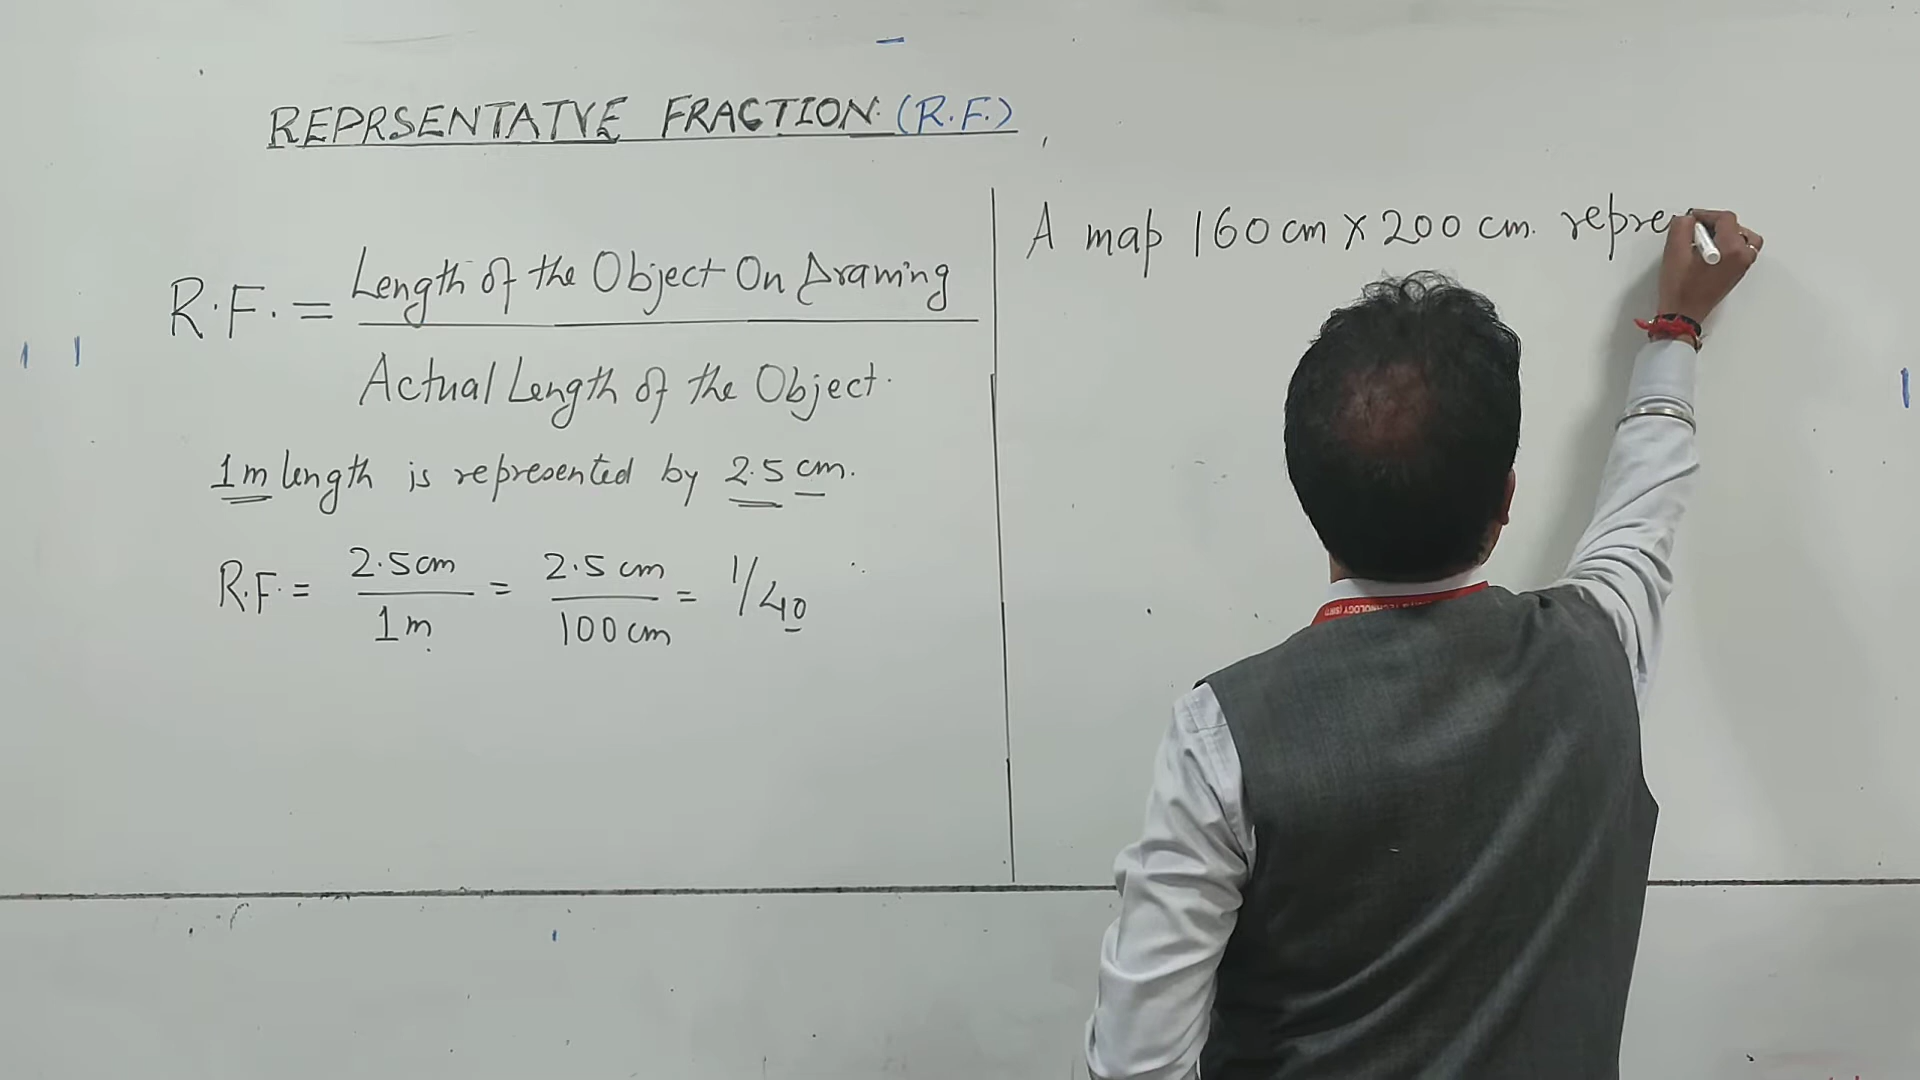 REPRSENTATVE FRACTION (R.F.)
R.F. = Length of the Object On Drawing / Actual Length of the Object.
1m length is represented by 2.5 cm.
R.F. = 2.5cm / 1m = 2.5 cm / 100 cm = 1/40
A map 160 cm X 200 cm. repre
TECHNOLOGY